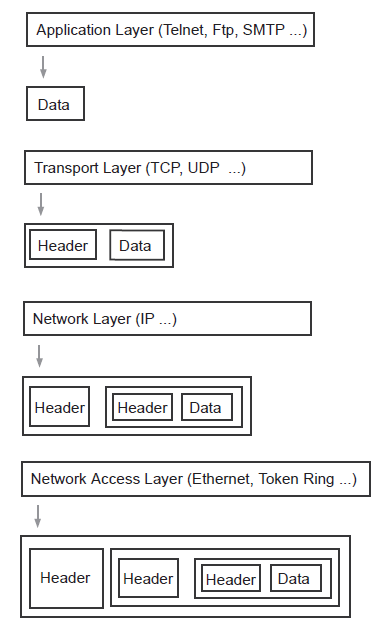 Application Layer (Telnet, Ftp, SMTP ...)
Data
Transport Layer (TCP, UDP ...)
Header Data
Network Layer (IP ...)
Header Header Data
Network Access Layer (Ethernet, Token Ring ...)
Header Header Header Data